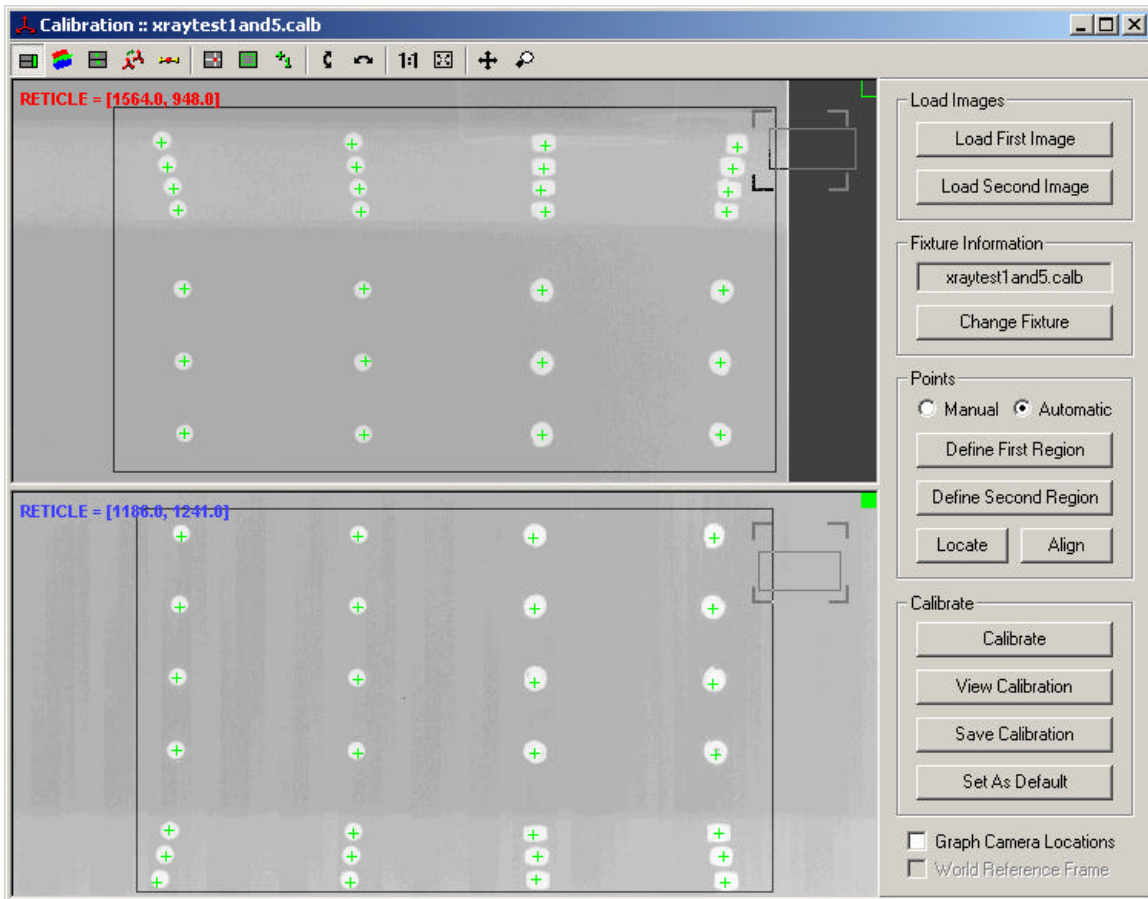 Calibration :: xraytest1and5.calb
1:1
RETICLE = [1564.0, 948.0]
RETICLE = [1186.0, 1241.0]
Load Images
Load First Image
Load Second Image
Fixture Information
xraytest1and5.calb
Change Fixture
Points
Manual Automatic
Define First Region
Define Second Region
Locate Align
Calibrate
Calibrate
View Calibration
Save Calibration
Set As Default
Graph Camera Locations
World Reference Frame